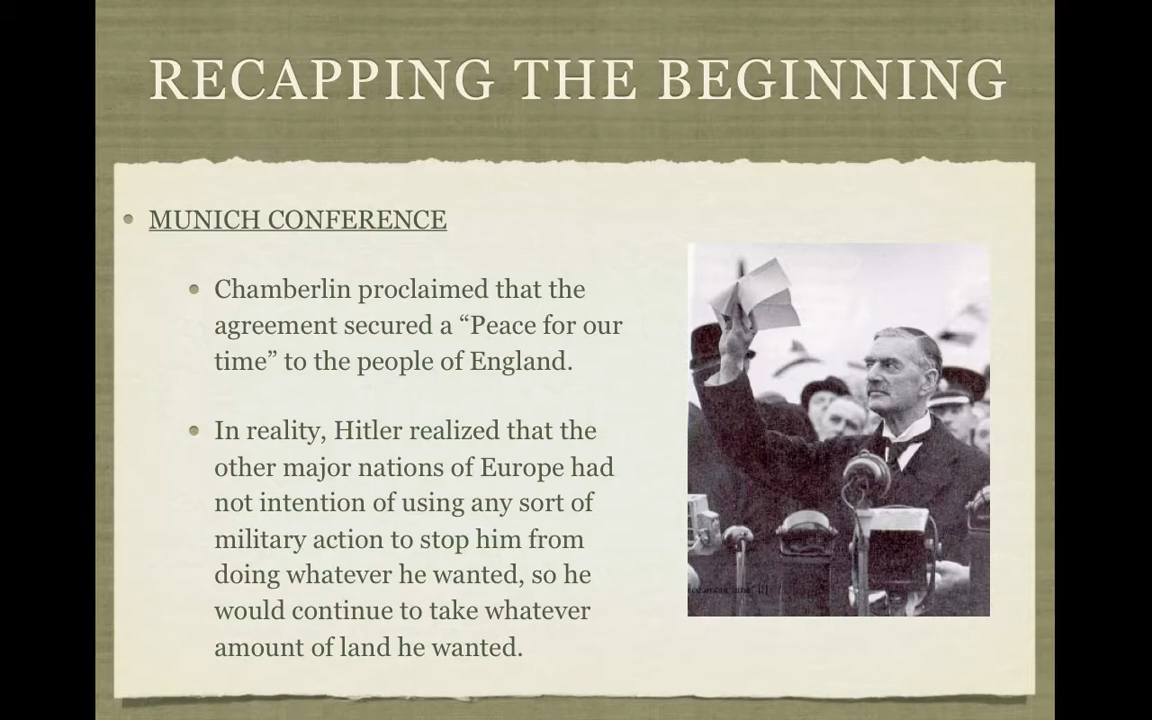 RECAPPING THE BEGINNING
MUNICH CONFERENCE
Chamberlin proclaimed that the
agreement secured a “Peace for our
time” to the people of England.
In reality, Hitler realized that the
other major nations of Europe had
not intention of using any sort of
military action to stop him from
doing whatever he wanted, so he
would continue to take whatever
amount of land he wanted.